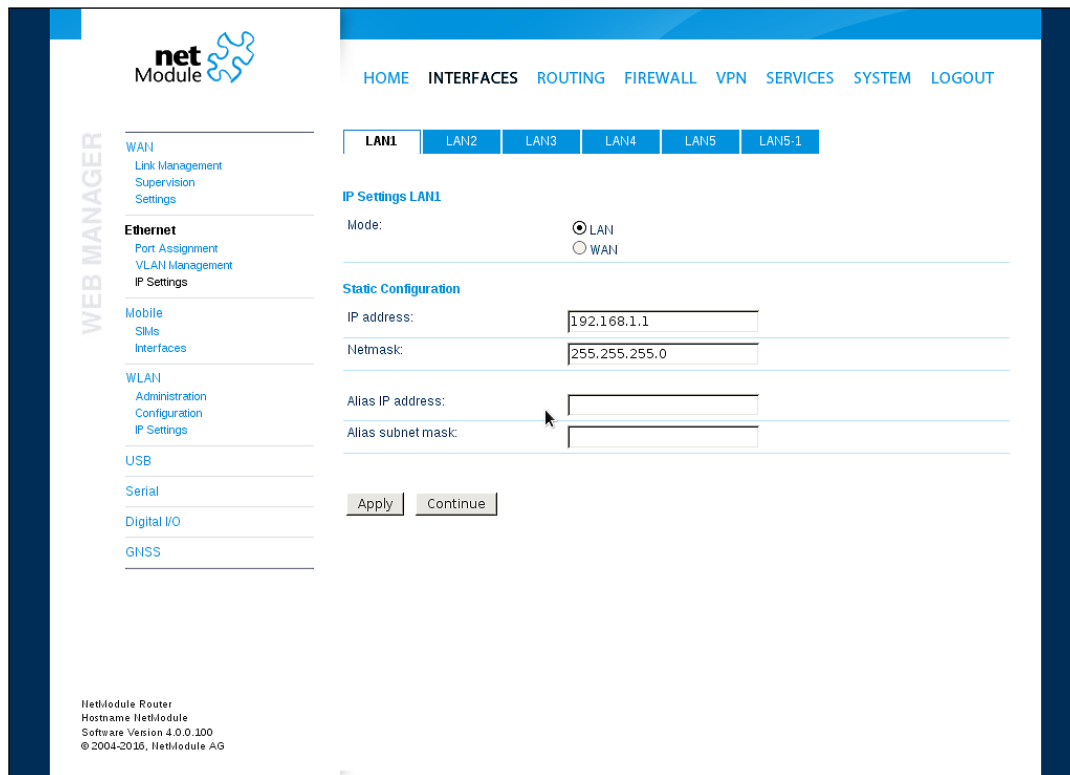 net
Module
HOME INTERFACES ROUTING FIREWALL VPN SERVICES SYSTEM LOGOUT
WEB MANAGER
WAN
Link Management
Supervision
Settings
Ethernet
Port Assignment
VLAN Management
IP Settings
Mobile
SIMs
Interfaces
WLAN
Administration
Configuration
IP Settings
USB
Serial
Digital I/O
GNSS
LAN1 LAN2 LAN3 LAN4 LAN5 LAN5-1
IP Settings LAN1
Mode:
LAN
WAN
Static Configuration
IP address: 192.168.1.1
Netmask: 255.255.255.0
Alias IP address:
Alias subnet mask:
Apply Continue
NetModule Router
Hostname NetModule
Software Version 4.0.0.100
© 2004-2016, NetModule AG